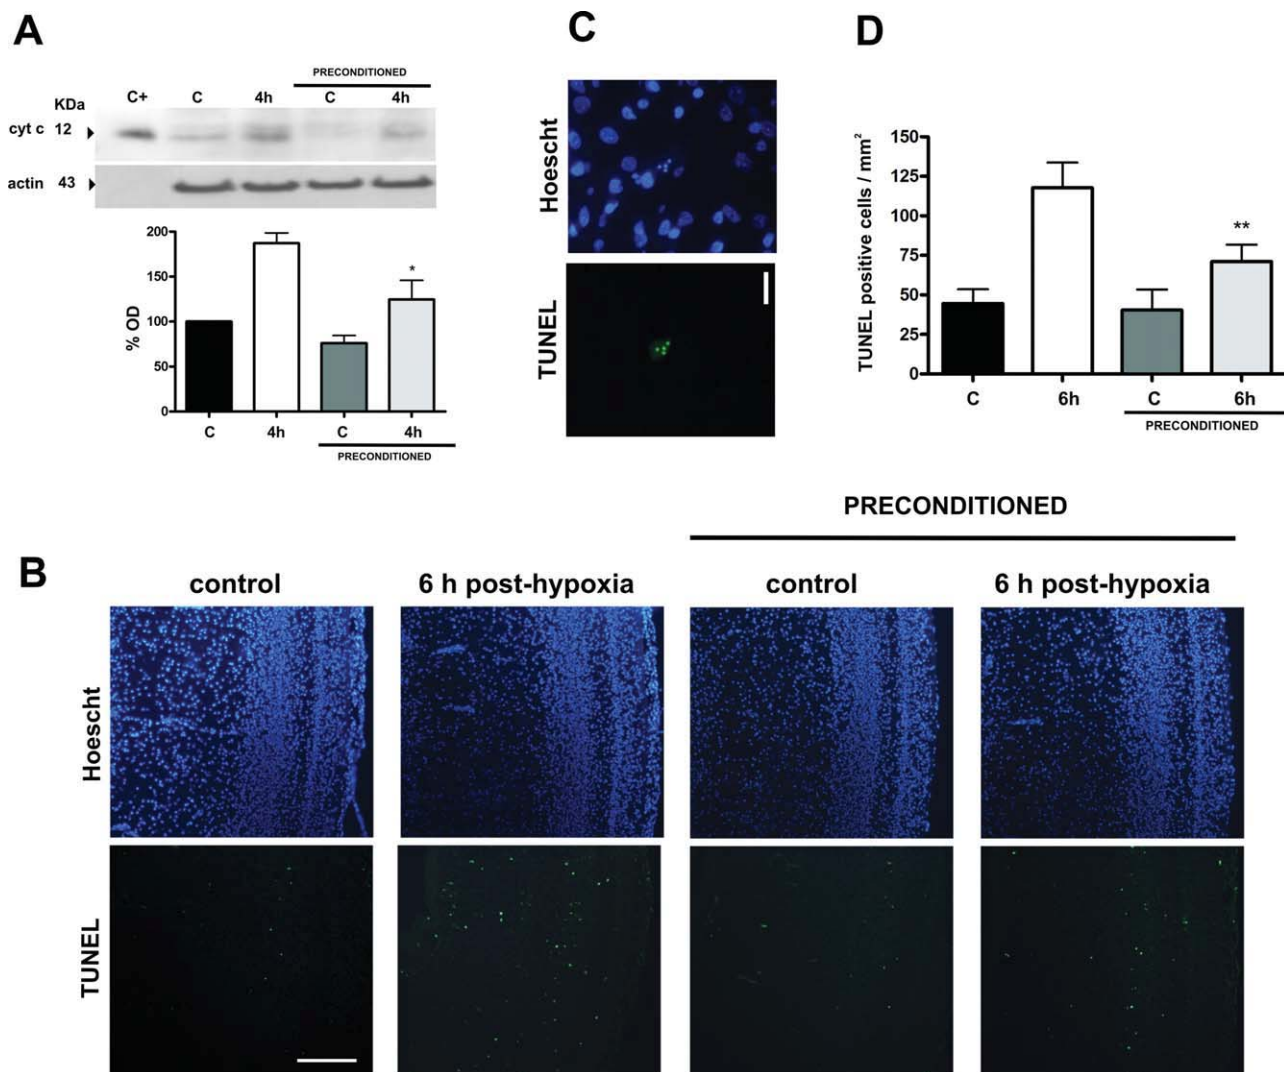 A
PRECONDITIONED
KDa
C+ C 4h C 4h
cyt c 12
actin 43
200
150
100
50
0
% OD
*
C 4h C 4h
PRECONDITIONED
C
Hoescht
TUNEL
D
150
125
100
75
50
25
0
TUNEL positive cells / mm²
**
C 6h C 6h
PRECONDITIONED
PRECONDITIONED
B
control 6 h post-hypoxia control 6 h post-hypoxia
Hoescht
TUNEL